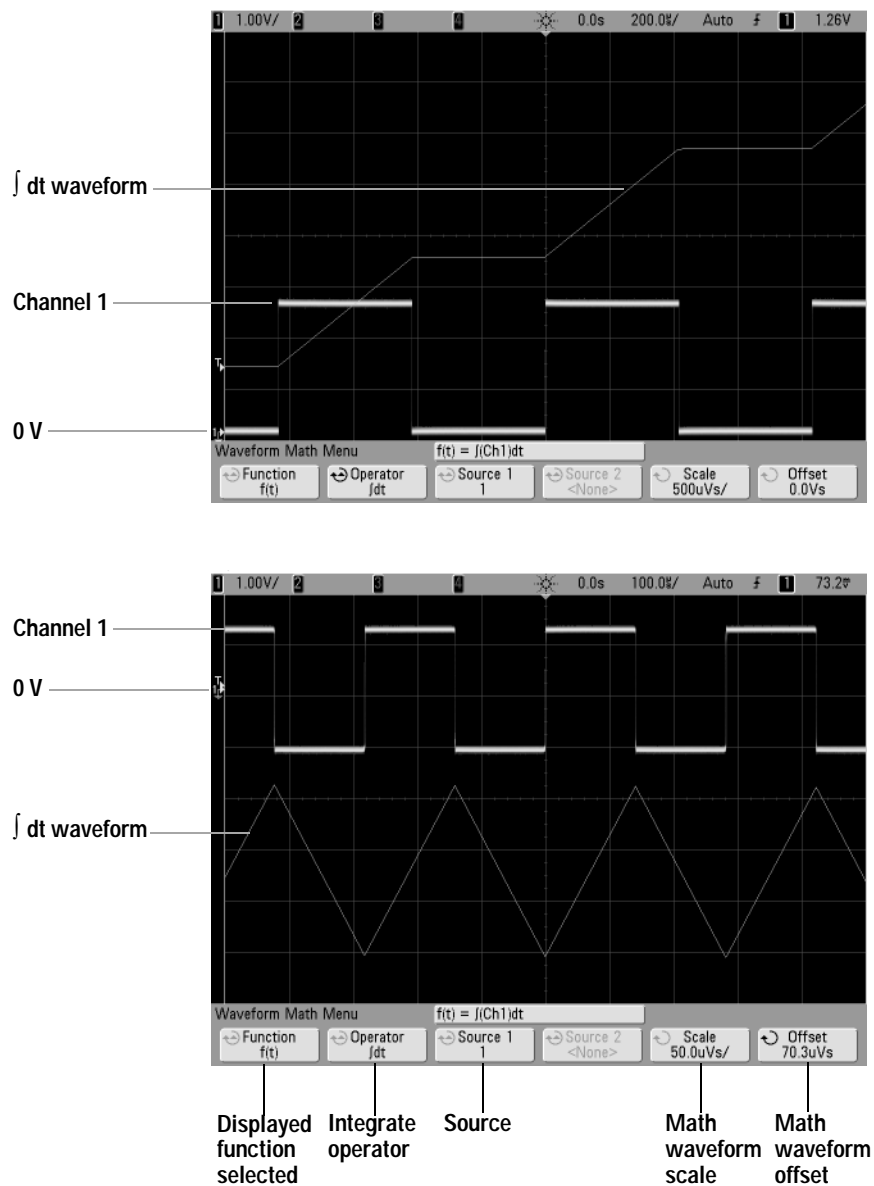 1 1.00V/ 2 3 4 0.0s 200.0㎲/ Auto 1 1.26V
∫ dt waveform
Channel 1
T
0 V
1
Waveform Math Menu f(t) = ∫(Ch1)dt
Function Operator Source 1 Source 2 Scale Offset
f(t) ∫dt 1 <None> 500uVs/ 0.0Vs
1 1.00V/ 2 3 4 0.0s 100.0㎲/ Auto 1 73.2㎷
Channel 1
0 V
T
1
∫ dt waveform
Waveform Math Menu f(t) = ∫(Ch1)dt
Function Operator Source 1 Source 2 Scale Offset
f(t) ∫dt 1 <None> 50.0uVs/ 70.3uVs
Displayed Integrate Source Math Math
function operator waveform waveform
selected scale offset